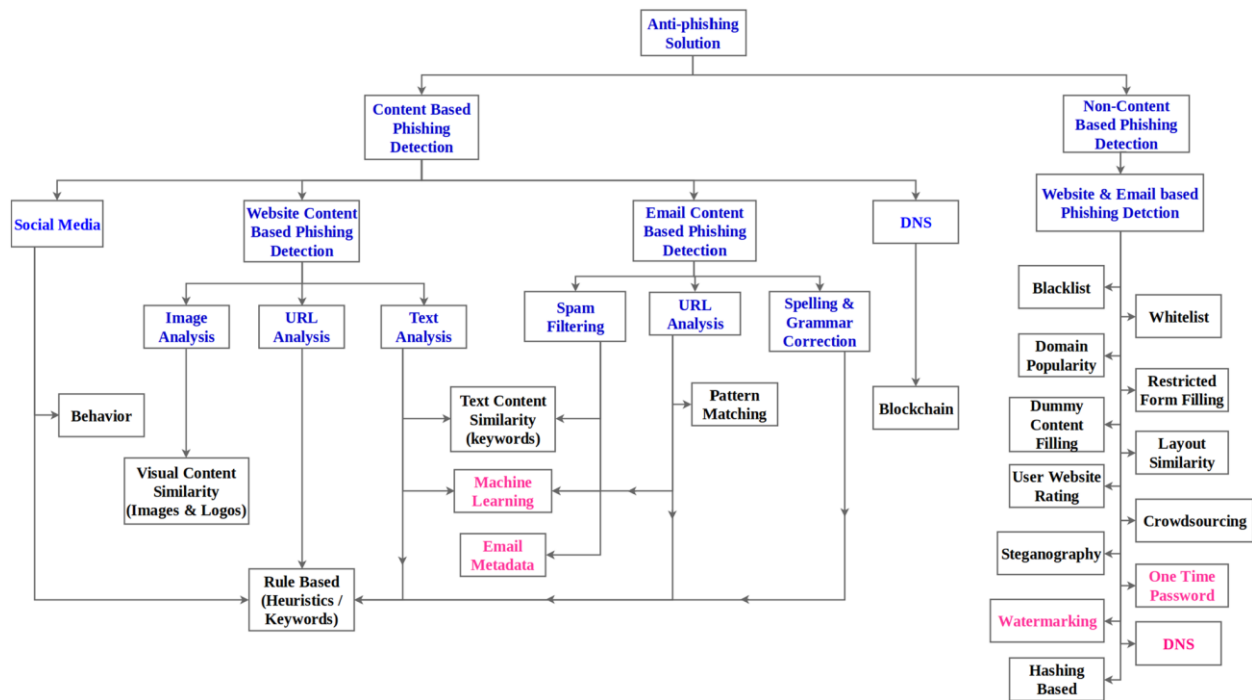 Anti-phishing
Solution
Content Based
Phishing
Detection
Non-Content
Based Phishing
Detection
Social Media
Website Content
Based Phishing
Detection
Email Content
Based Phishing
Detection
DNS
Website & Email based
Phishing Detction
Image
Analysis
URL
Analysis
Text
Analysis
Spam
Filtering
URL
Analysis
Spelling &
Grammar
Correction
Blacklist
Whitelist
Domain
Popularity
Restricted
Form Filling
Behavior
Text Content
Similarity
(keywords)
Pattern
Matching
Blockchain
Dummy
Content
Filling
Layout
Similarity
Visual Content
Similarity
(Images & Logos)
Machine
Learning
User Website
Rating
Crowdsourcing
Email
Metadata
Steganography
Rule Based
(Heuristics /
Keywords)
One Time
Password
Watermarking
DNS
Hashing
Based